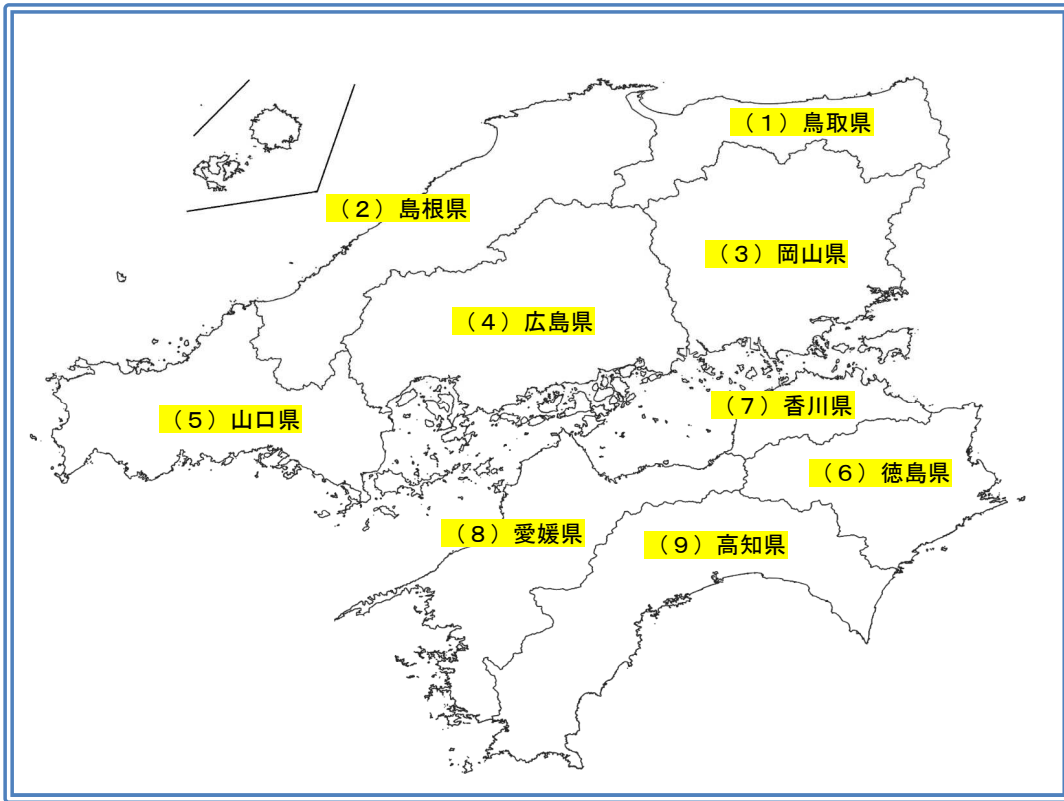 （１）鳥取県
（２）島根県
（３）岡山県
（４）広島県
（７）香川県
（５）山口県
（６）徳島県
（８）愛媛県
（９）高知県